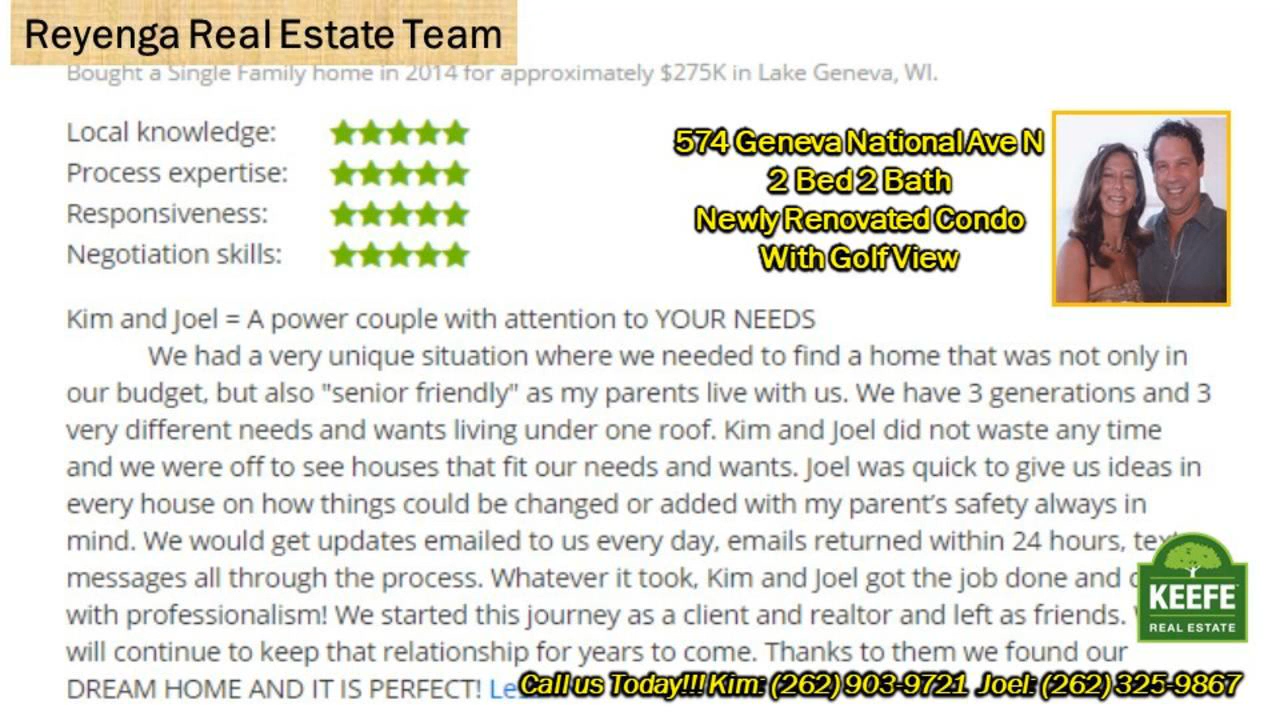 Reyenga Real Estate Team
Bought a Single Family home in 2014 for approximately $275K in Lake Geneva, WI.
Local knowledge:
Process expertise:
Responsiveness:
Negotiation skills:
574 Geneva National Ave N
2 Bed 2 Bath
Newly Renovated Condo
With Golf View
Kim and Joel = A power couple with attention to YOUR NEEDS
We had a very unique situation where we needed to find a home that was not only in
our budget, but also "senior friendly" as my parents live with us. We have 3 generations and 3
very different needs and wants living under one roof. Kim and Joel did not waste any time
and we were off to see houses that fit our needs and wants. Joel was quick to give us ideas in
every house on how things could be changed or added with my parent’s safety always in
mind. We would get updates emailed to us every day, emails returned within 24 hours,
messages all through the process. Whatever it took, Kim and Joel got the job done and
with professionalism! We started this journey as a client and realtor and left as friends.
will continue to keep that relationship for years to come. Thanks to them we found our
DREAM HOME AND IT IS PERFECT!
KEEFE
REAL ESTATE
Call us Today!!! Kim: (262) 903-9721 Joel: (262) 325-9867